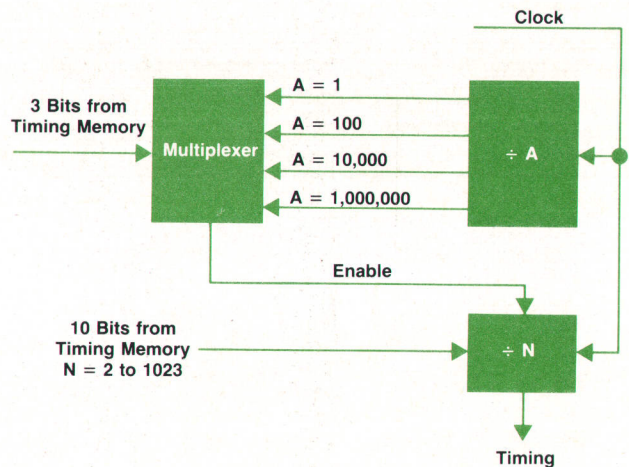 Clock
3 Bits from
Timing Memory
Multiplexer
A = 1
A = 100
A = 10,000
A = 1,000,000
÷ A
Enable
10 Bits from
Timing Memory
N = 2 to 1023
÷ N
Timing